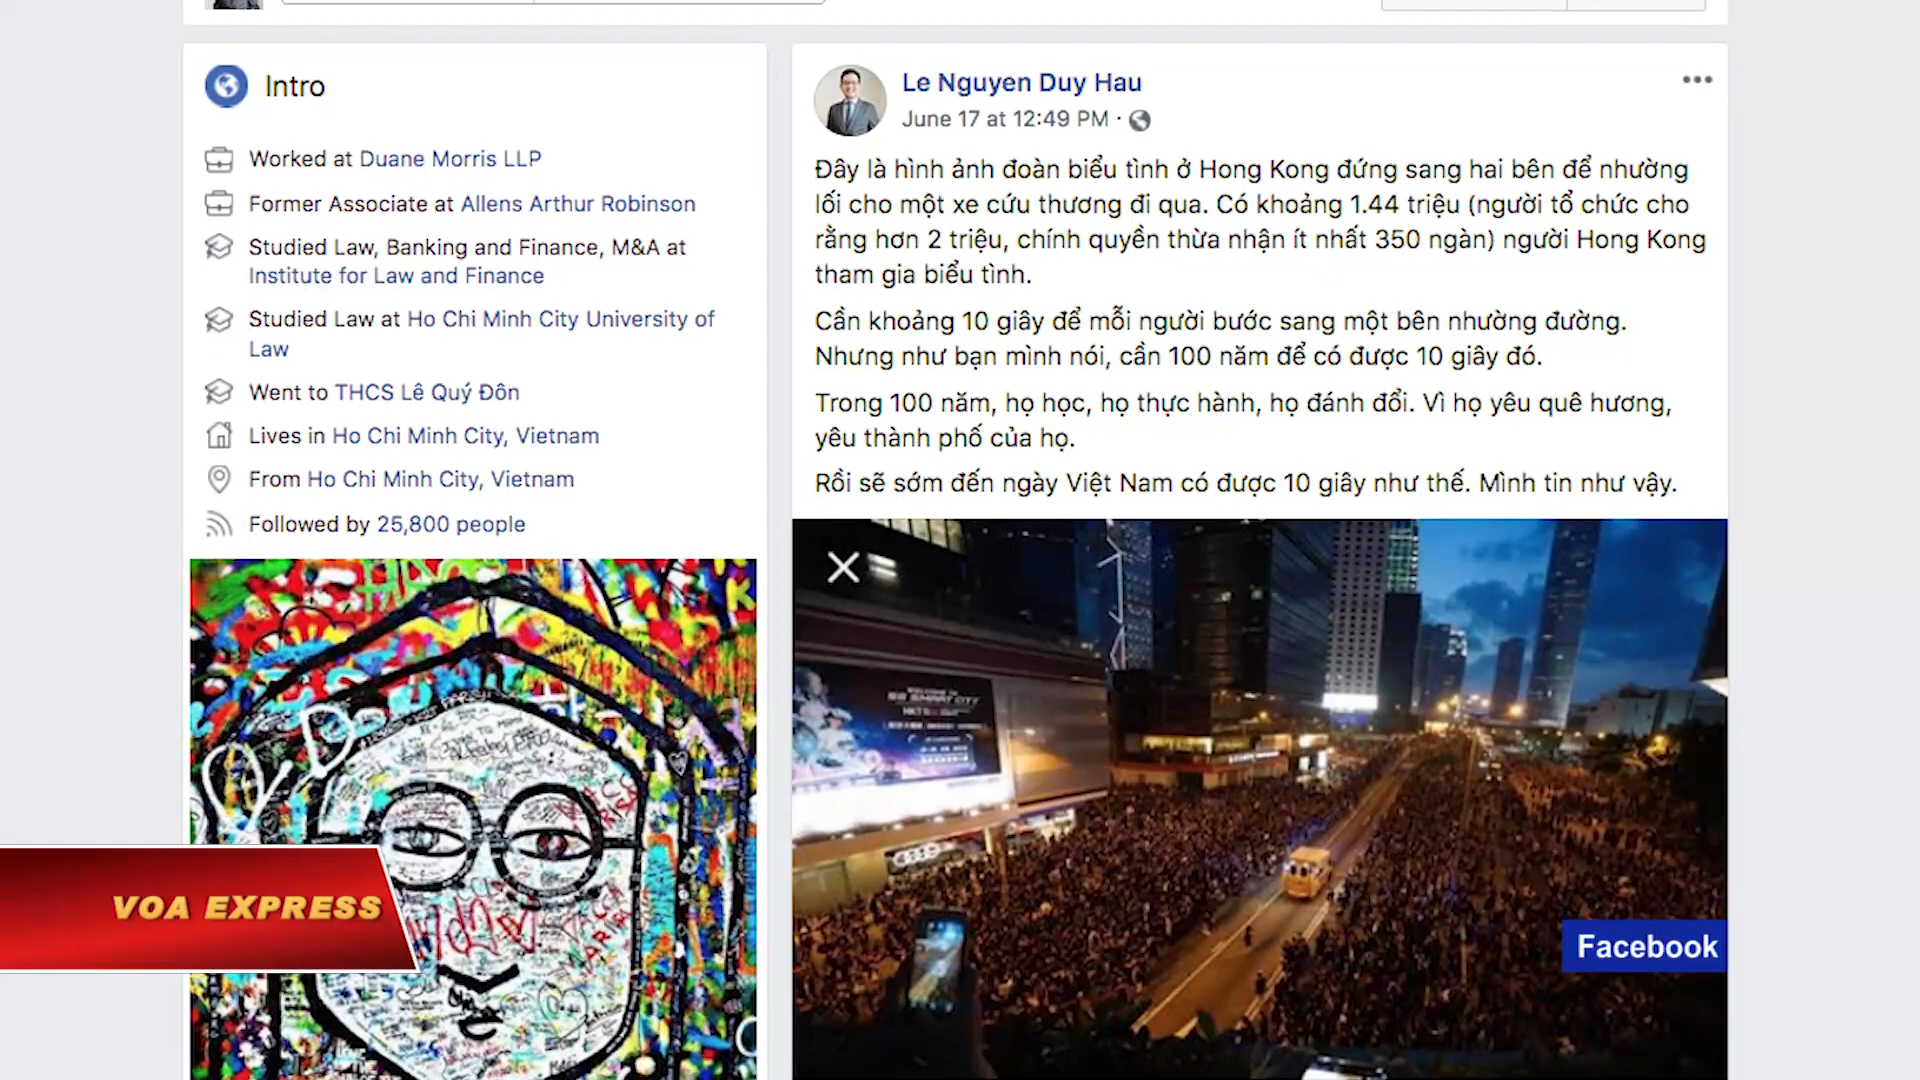 Intro
Worked at Duane Morris LLP
Former Associate at Allens Arthur Robinson
Studied Law, Banking and Finance, M&A at
Institute for Law and Finance
Studied Law at Ho Chi Minh City University of
Law
Went to THCS Lê Quý Đôn
Lives in Ho Chi Minh City, Vietnam
From Ho Chi Minh City, Vietnam
Followed by 25,800 people
VOA EXPRESS
Le Nguyen Duy Hau
June 17 at 12:49 PM ·
Đây là hình ảnh đoàn biểu tình ở Hong Kong đứng sang hai bên để nhường
lối cho một xe cứu thương đi qua. Có khoảng 1.44 triệu (người tổ chức cho
rằng hơn 2 triệu, chính quyền thừa nhận ít nhất 350 ngàn) người Hong Kong
tham gia biểu tình.
Cần khoảng 10 giây để mỗi người bước sang một bên nhường đường.
Nhưng như bạn mình nói, cần 100 năm để có được 10 giây đó.
Trong 100 năm, họ học, họ thực hành, họ đánh đổi. Vì họ yêu quê hương,
yêu thành phố của họ.
Rồi sẽ sớm đến ngày Việt Nam có được 10 giây như thế. Mình tin như vậy.
SMART CITY
Facebook